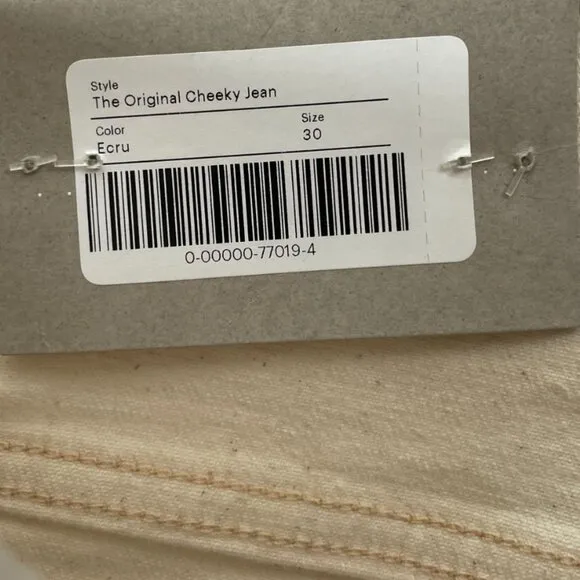 Style
The Original Cheeky Jean
Color Size
Ecru 30
0-00000-77019-4